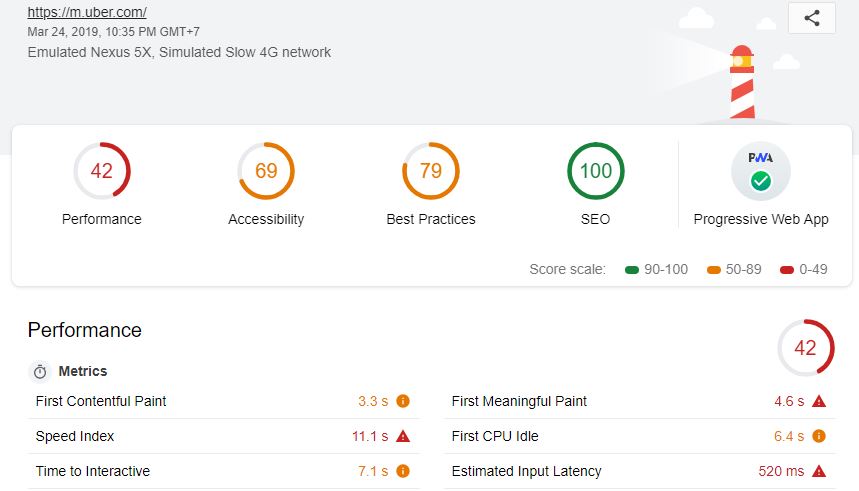 https://m.uber.com/
Mar 24, 2019, 10:35 PM GMT+7
Emulated Nexus 5X, Simulated Slow 4G network
42
69
79
100
PWA
Performance
Accessibility
Best Practices
SEO
Progressive Web App
Score scale: 90-100 50-89 0-49
Performance
42
Metrics
First Contentful Paint 3.3 s
First Meaningful Paint 4.6 s
Speed Index 11.1 s
First CPU Idle 6.4 s
Time to Interactive 7.1 s
Estimated Input Latency 520 ms